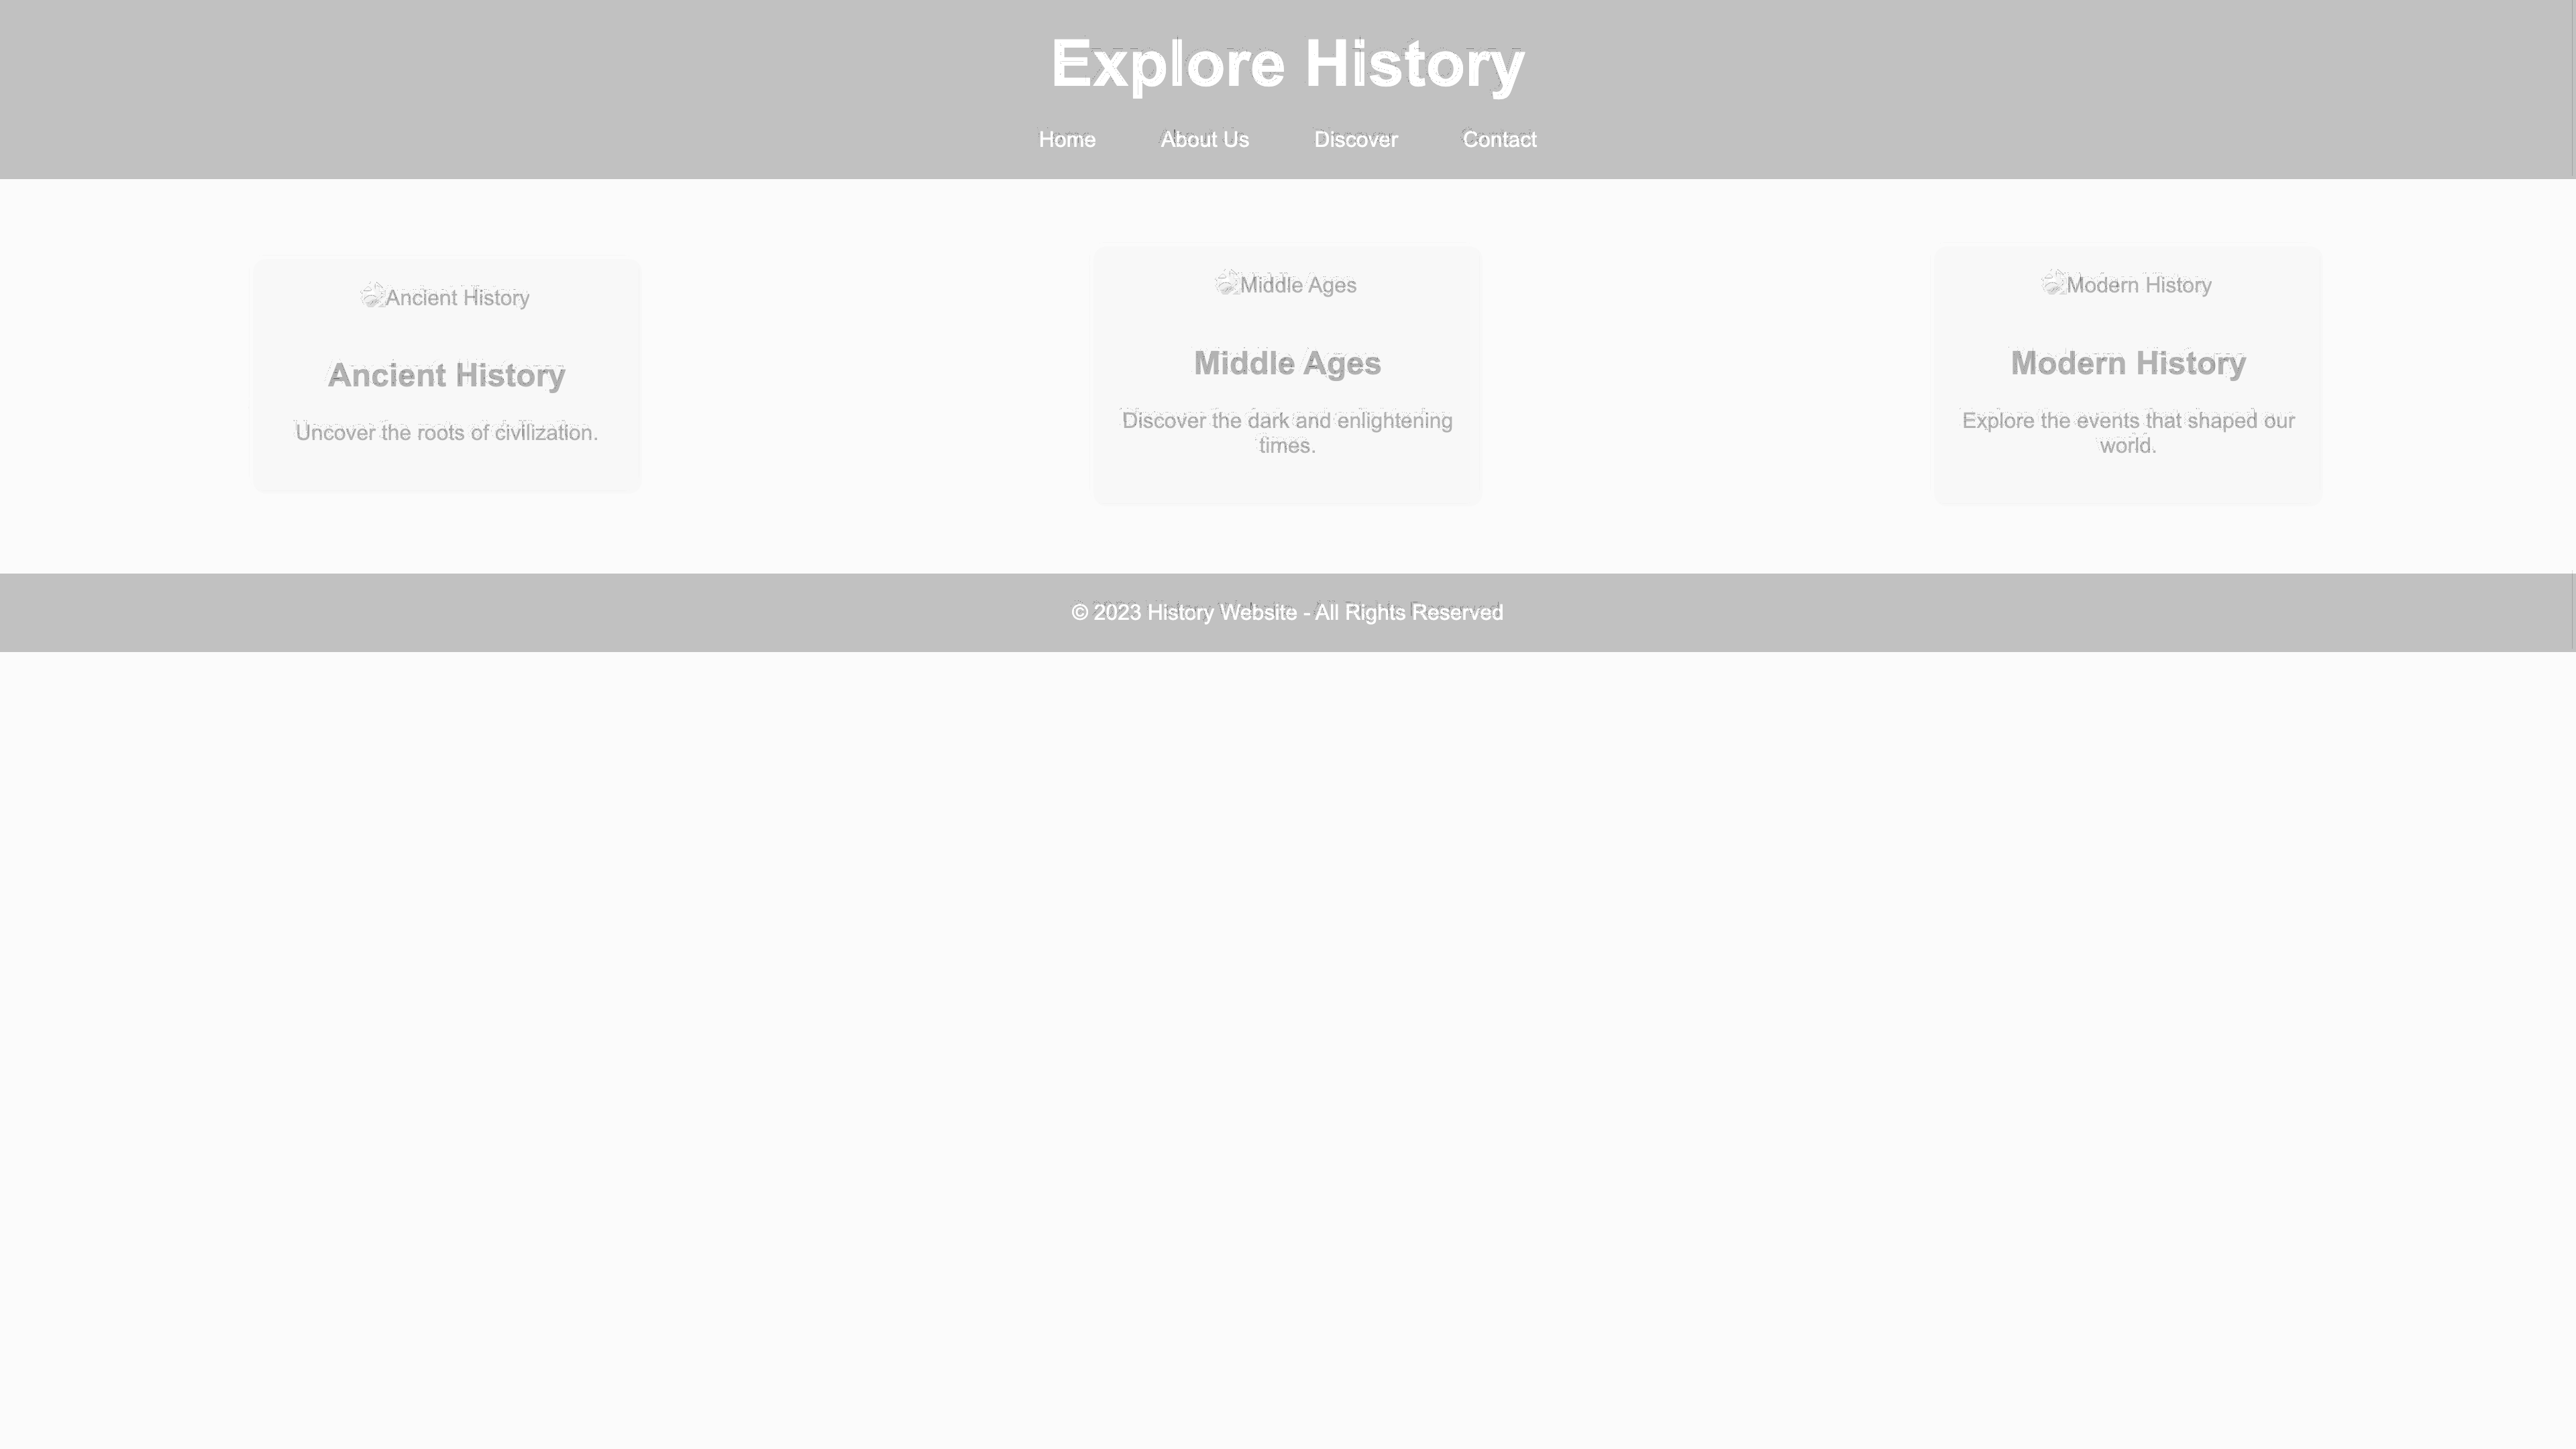 Explore History
Home About Us Discover Contact
Ancient History
Ancient History
Uncover the roots of civilization.
Middle Ages
Middle Ages
Discover the dark and enlightening
times.
Modern History
Modern History
Explore the events that shaped our
world.
© 2023 History Website - All Rights Reserved